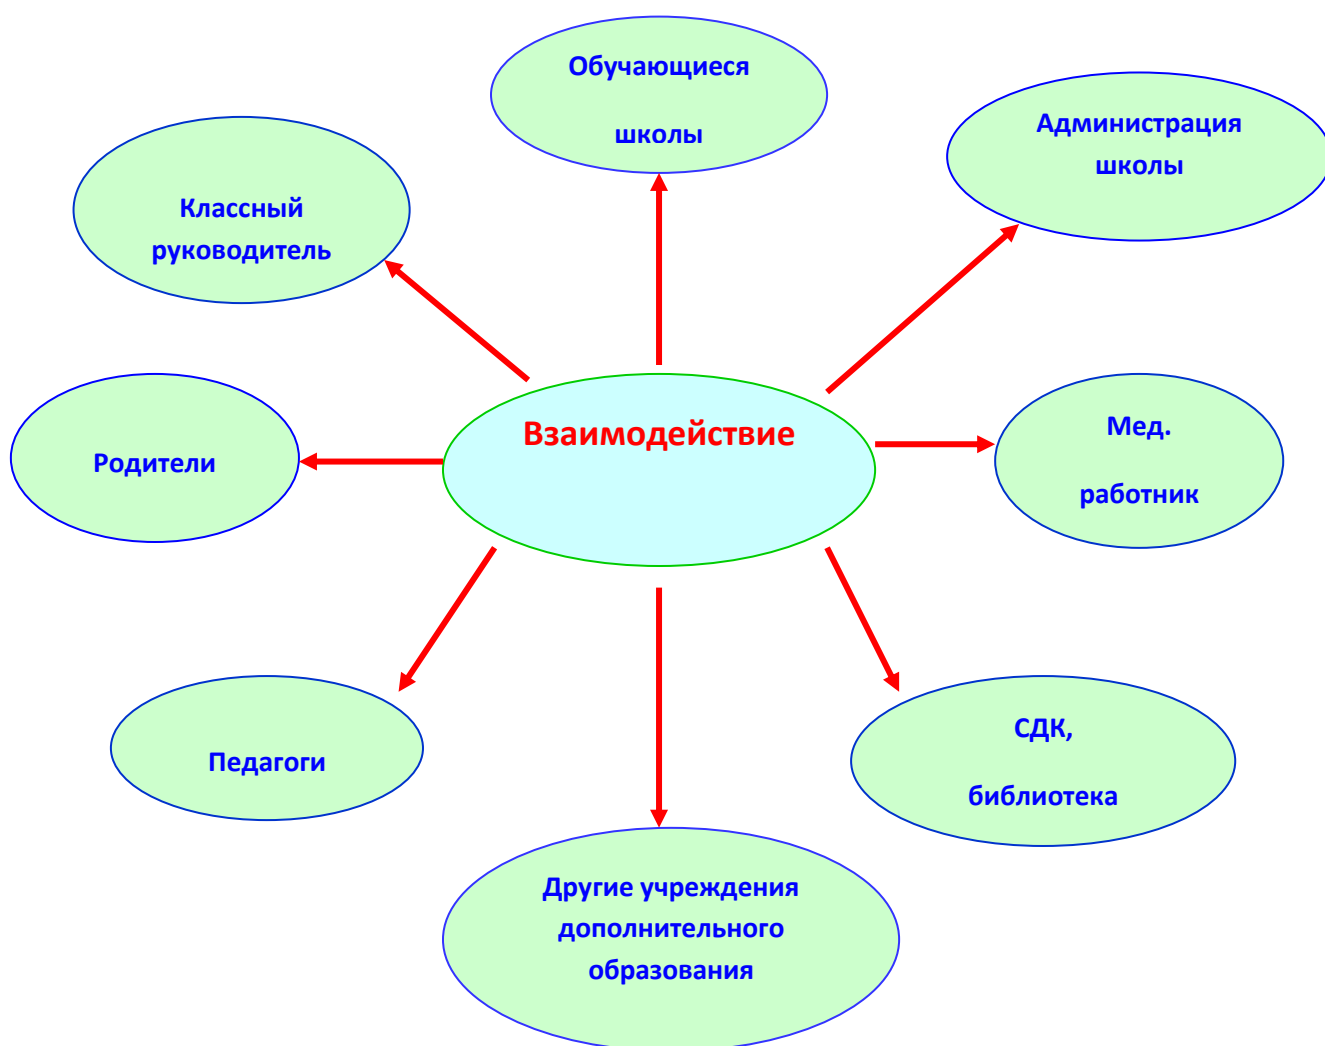 Обучающиеся
школы
Администрация
школы
Классный
руководитель
Взаимодействие
Мед.
работник
Родители
СДК,
библиотека
Педагоги
Другие учреждения
дополнительного
образования